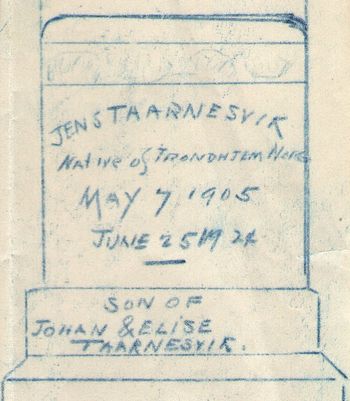 JENS TAARNESVIK
NATIVE of TRONDHJEM NORG
MAY 7 1905
JUNE 25 1924
SON OF
JOHAN & ELISE
TAARNESVIK.